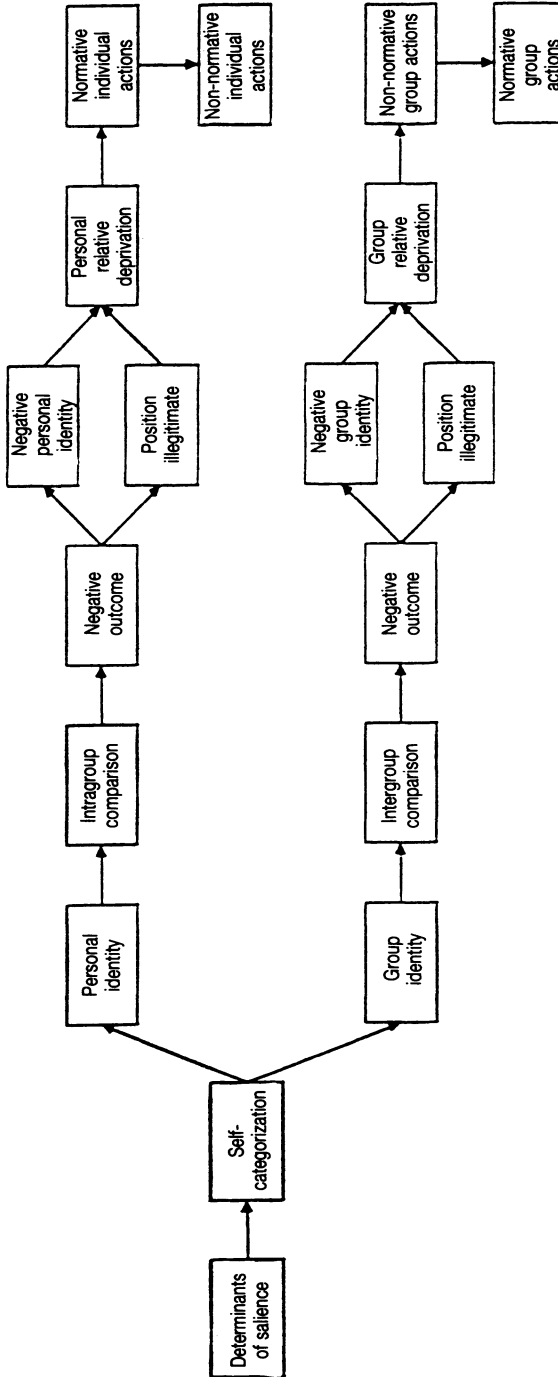 Determinants
of salience
Self-
categorization
Personal
identity
Intragroup
comparison
Negative
outcome
Negative
personal
identity
Position
illegitimate
Personal
relative
deprivation
Normative
individual
actions
Non-normative
individual
actions
Group
identity
Intergroup
comparison
Negative
outcome
Negative
group
identity
Position
illegitimate
Group
relative
deprivation
Non-normative
group actions
Normative
group
actions